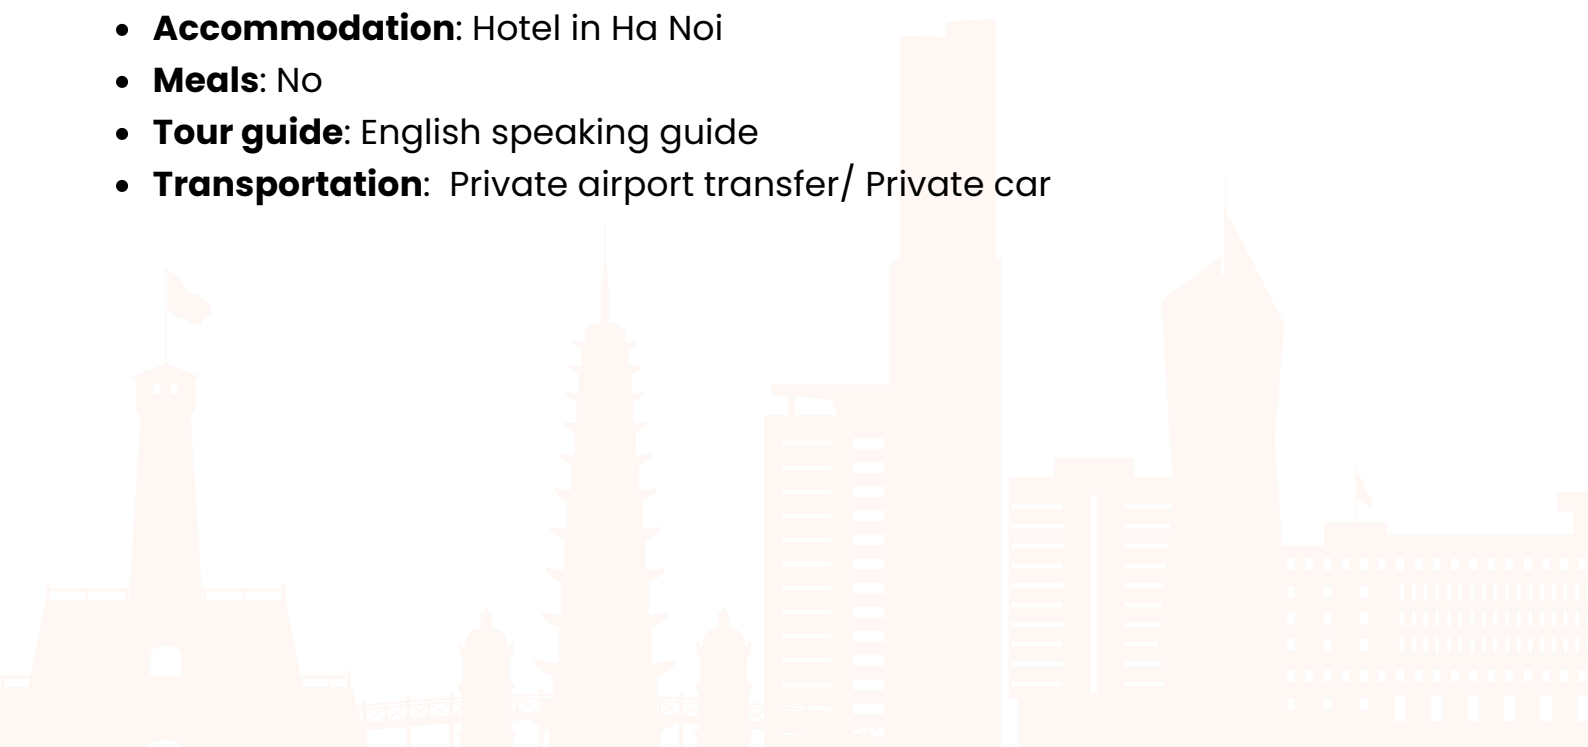 • Accommodation: Hotel in Ha Noi
• Meals: No
• Tour guide: English speaking guide
• Transportation:  Private airport transfer/ Private car